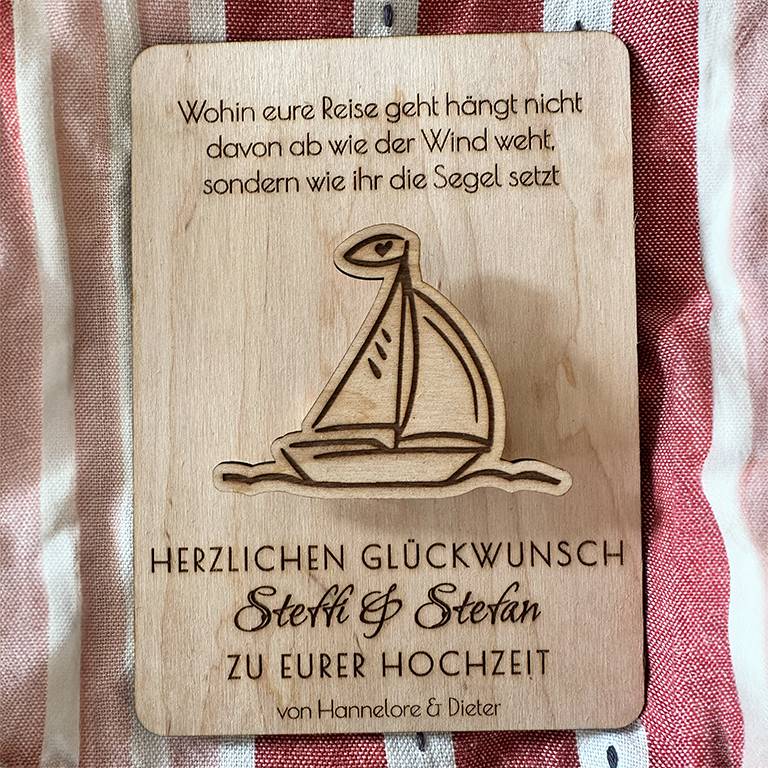 Wohin eure Reise geht hängt nicht
davon ab wie der Wind weht,
sondern wie ihr die Segel setzt
HERZLICHEN GLÜCKWUNSCH
Steffi & Stefan
ZU EURER HOCHZEIT
von Hannelore & Dieter